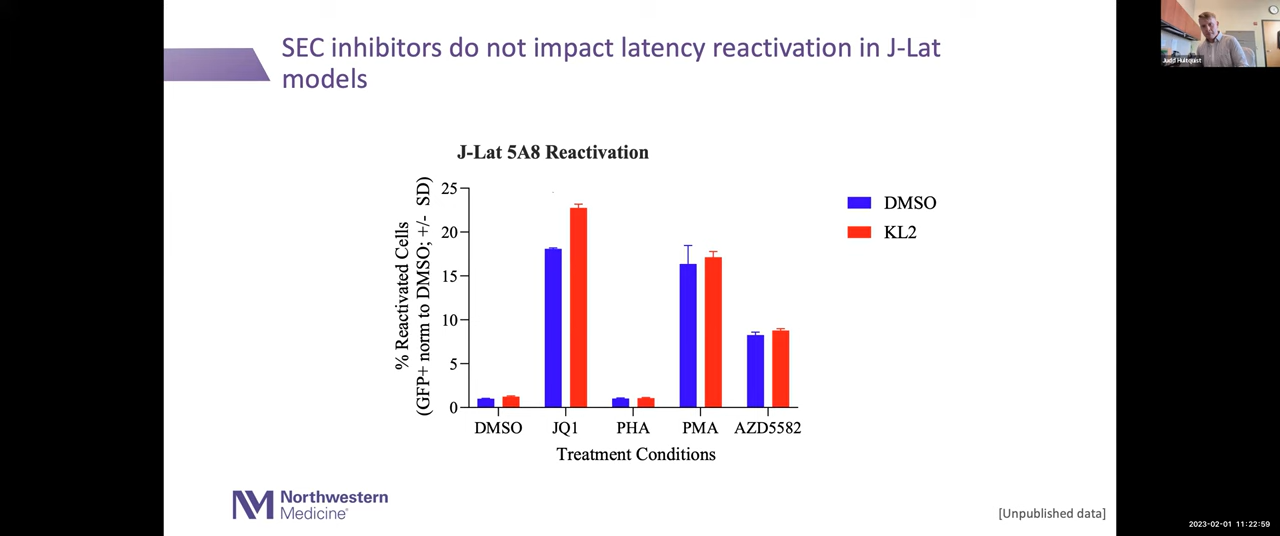 SEC inhibitors do not impact latency reactivation in J-Lat
models
Judd Hultquist
J-Lat 5A8 Reactivation
% Reactivated Cells
(GFP+ norm to DMSO; +/- SD)
25
20
15
10
5
0
DMSO
JQ1
PHA
PMA
AZD5582
Treatment Conditions
DMSO
KL2
Northwestern
Medicine®
[Unpublished data]
2023-02-01 11:22:59